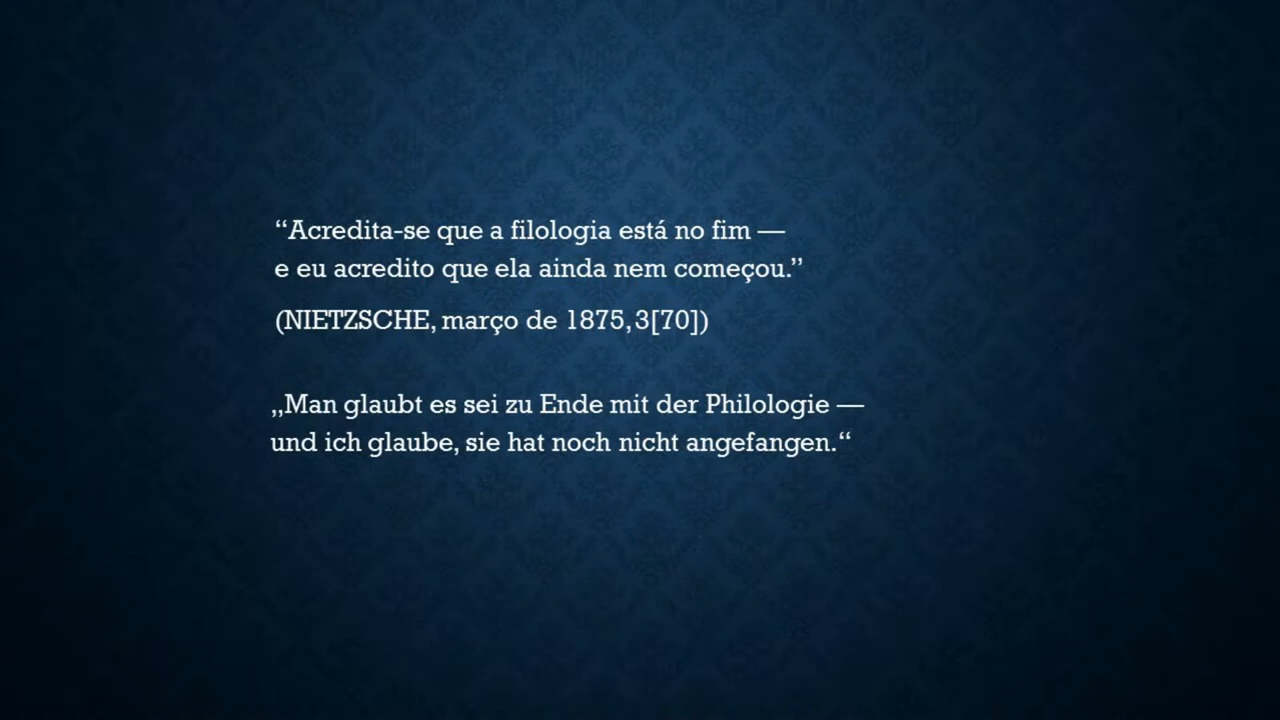 “Acredita-se que a filologia está no fim —
e eu acredito que ela ainda nem começou.”
(NIETZSCHE, março de 1875, 3[70])
„Man glaubt es sei zu Ende mit der Philologie —
und ich glaube, sie hat noch nicht angefangen.“